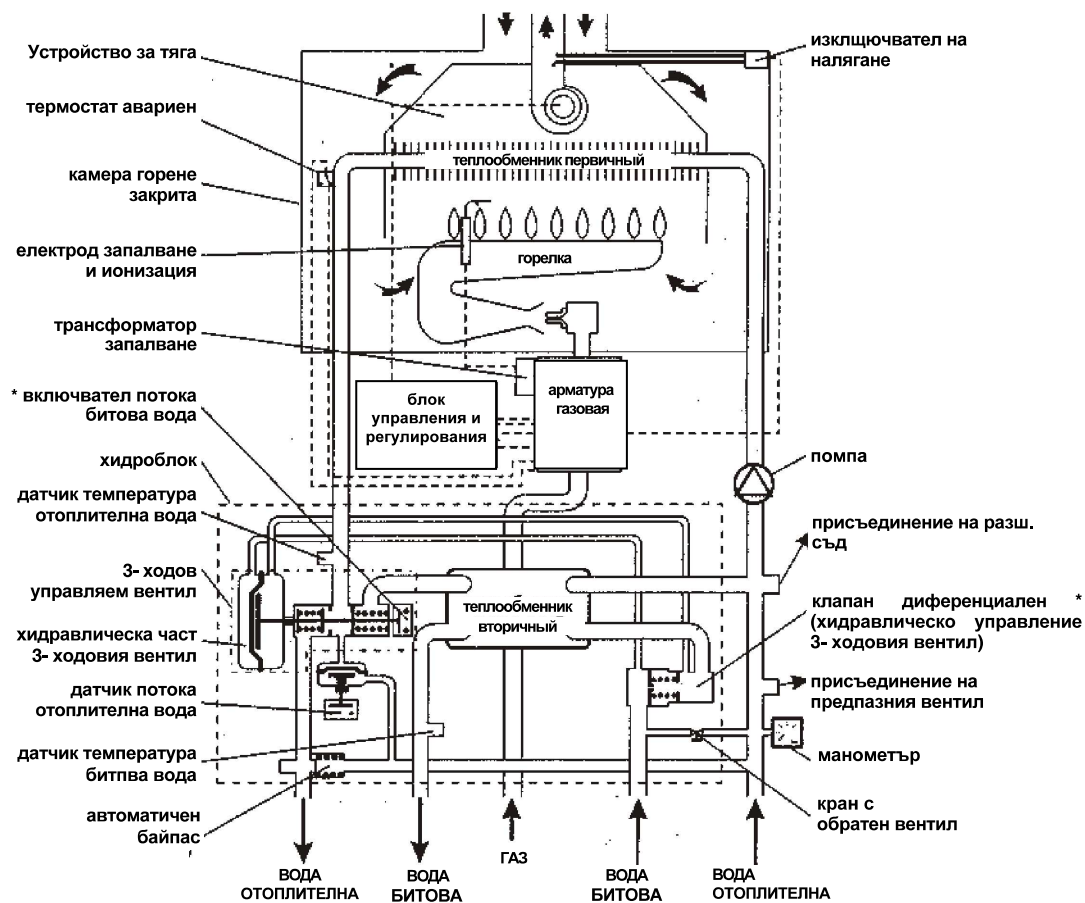 Устройство за тяга
термостат авариен
камера горене
закрита
електрод запалване
и ионизация
трансформатор
запалване
* включвател потока
битова вода
хидроблок
датчик температура
отоплителна вода
3- ходов
управляем вентил
хидравлическа част
3- ходовия вентил
датчик потока
отоплителна вода
датчик температура
битпва вода
автоматичен
байпас
теплообменник первичный
горелка
блок
управления и
регулирования
арматура
газовая
теплообменник
вторичный
изклщючвател на
налягане
помпа
присъединение на разш.
съд
клапан диференциален *
(хидравлическо управление
3- ходовия вентил)
присъединение на
предпазния вентил
манометър
кран с
обратен вентил
ВОДА
ОТОПЛИТЕЛНА
ВОДА
БИТОВА
ГАЗ
ВОДА
БИТОВА
ВОДА
ОТОПЛИТЕЛНА